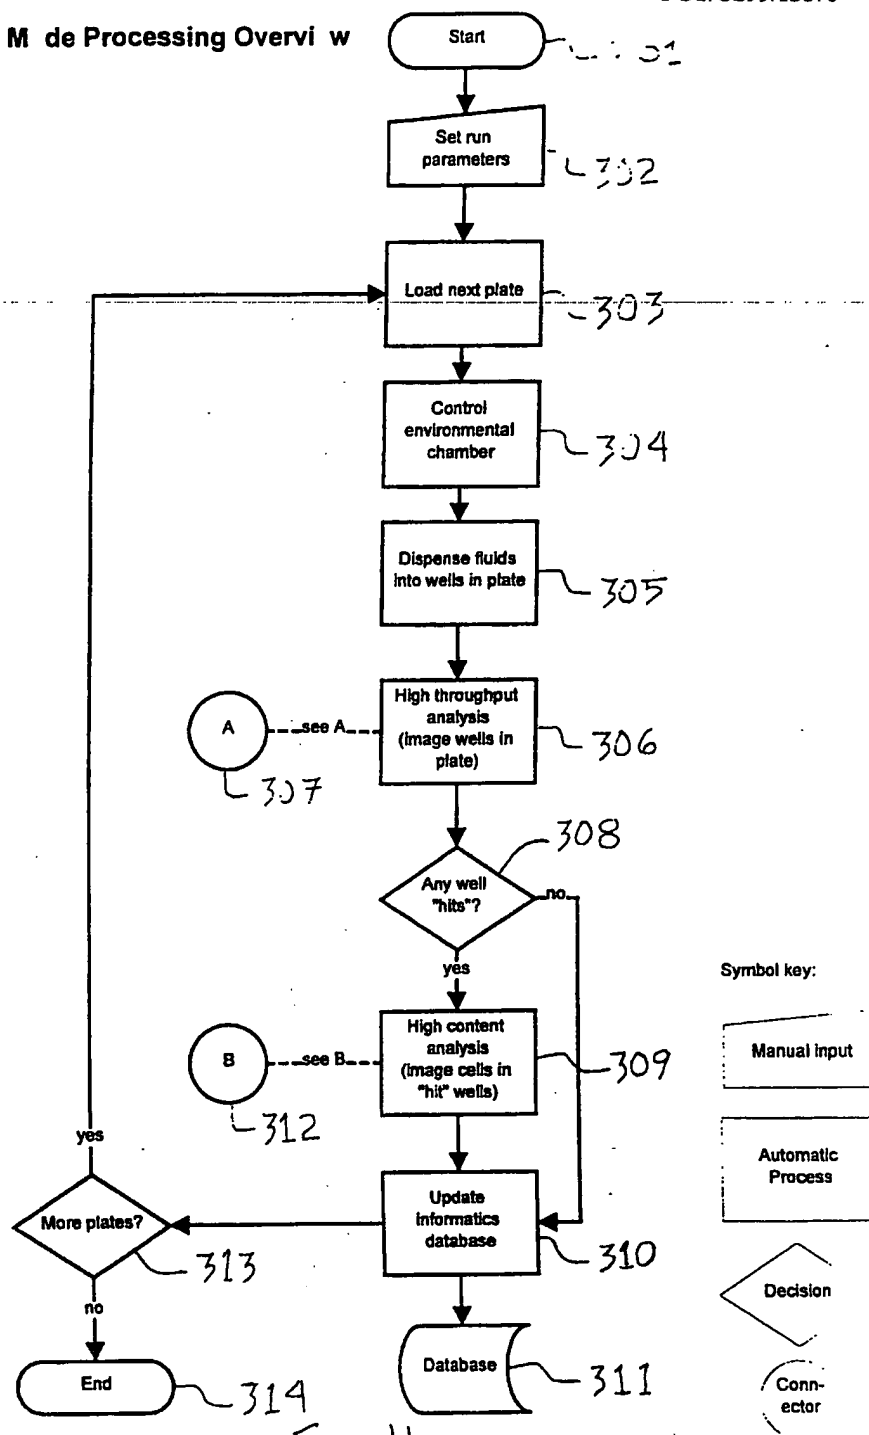 M de Processing Overvi w
Start
Set run
parameters
302
Load next plate
303
Control
environmental
chamber
304
Dispense fluids
into wells in plate
305
High throughput
analysis
(image wells in
plate)
306
A
see A
307
308
Any well
"hits"?
no
yes
High content
analysis
(image cells in
"hit" wells)
309
B
see B
312
Update
informatics
database
310
yes
More plates?
313
no
End
314
Database
311
Symbol key:
Manual input
Automatic
Process
Decision
Conn-
ector